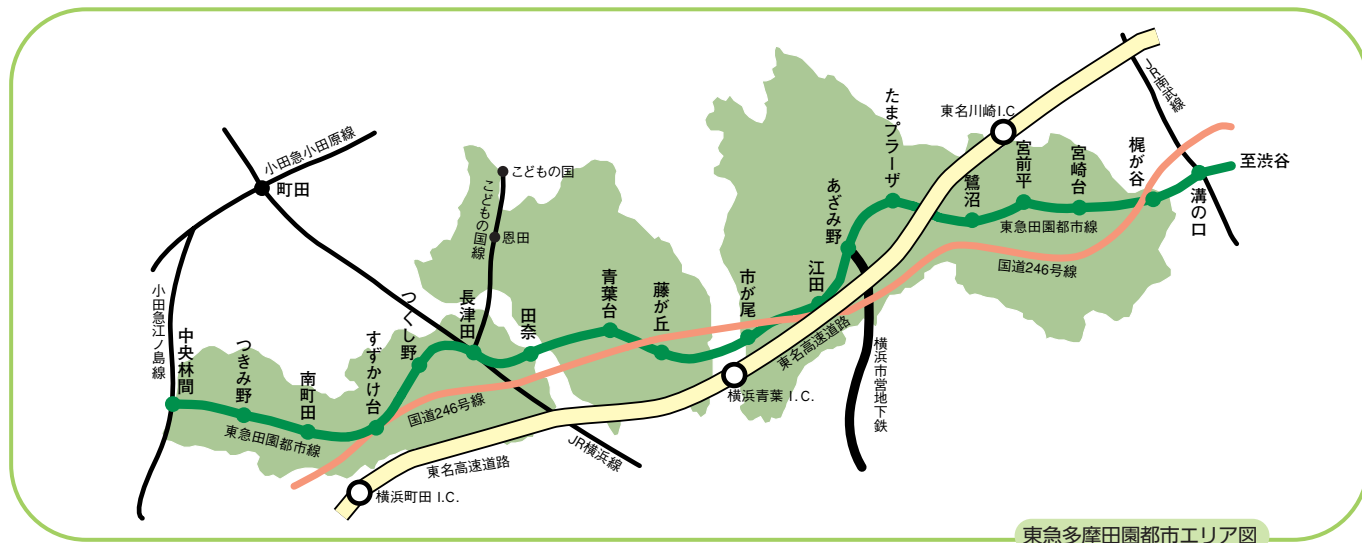 JR南武線
東名川崎I.C.
たまプラーザ
小田急小田原線
町田
こどもの国
こどもの国線
恩田
あざみ野
鷺沼
宮前平
宮崎台
梶が谷
至渋谷
溝の口
東急田園都市線
国道246号線
小田急江ノ島線
中央林間
つきみ野
南町田
すずかけ台
つくし野
長津田
田奈
青葉台
藤が丘
市が尾
江田
東名高速道路
横浜市営地下鉄
横浜青葉 I.C.
国道246号線
東急田園都市線
東名高速道路
JR横浜線
横浜町田 I.C.
東急多摩田園都市エリア図